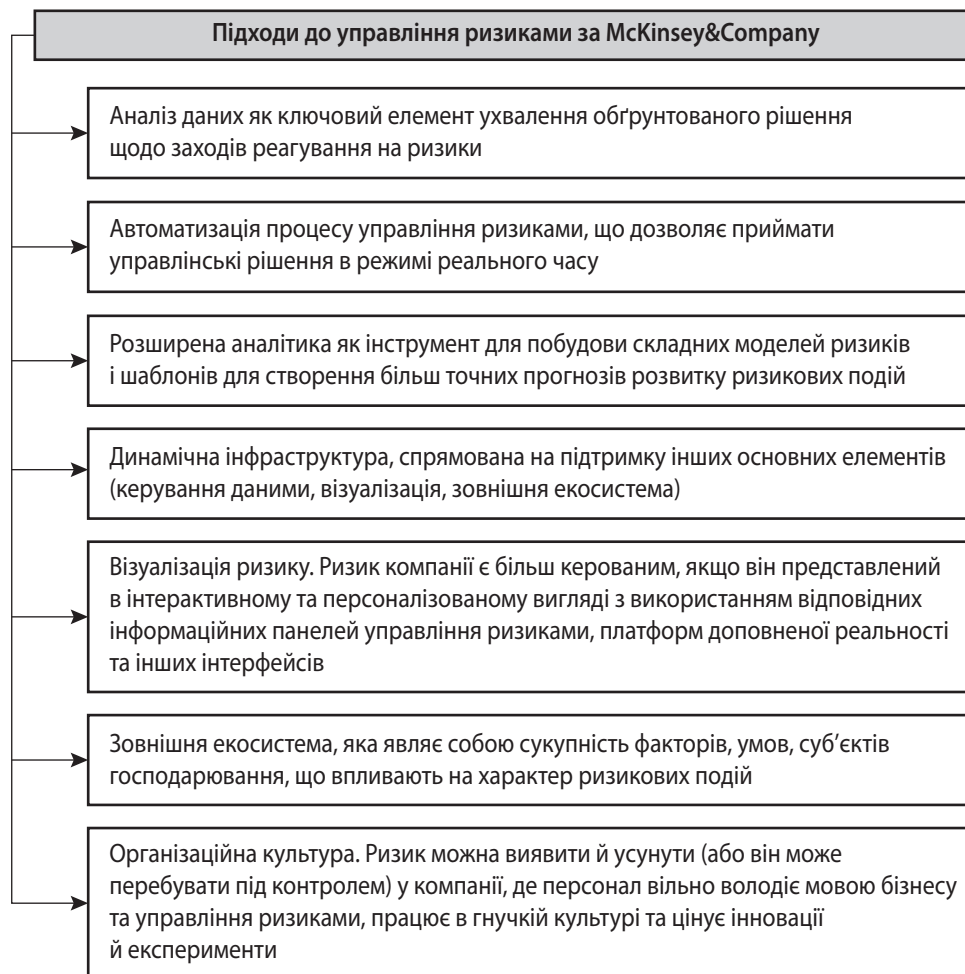 Підходи до управління ризиками за McKinsey&Company
Аналіз даних як ключовий елемент ухвалення обґрунтованого рішення
щодо заходів реагування на ризики
Автоматизація процесу управління ризиками, що дозволяє приймати
управлінські рішення в режимі реального часу
Розширена аналітика як інструмент для побудови складних моделей ризиків
і шаблонів для створення більш точних прогнозів розвитку ризикових подій
Динамічна інфраструктура, спрямована на підтримку інших основних елементів
(керування даними, візуалізація, зовнішня екосистема)
Візуалізація ризику. Ризик компанії є більш керованим, якщо він представлений
в інтерактивному та персоналізованому вигляді з використанням відповідних
інформаційних панелей управління ризиками, платформ доповненої реальності
та інших інтерфейсів
Зовнішня екосистема, яка являє собою сукупність факторів, умов, суб’єктів
господарювання, що впливають на характер ризикових подій
Організаційна культура. Ризик можна виявити й усунути (або він може
перебувати під контролем) у компанії, де персонал вільно володіє мовою бізнесу
та управління ризиками, працює в гнучкій культурі та цінує інновації
й експерименти